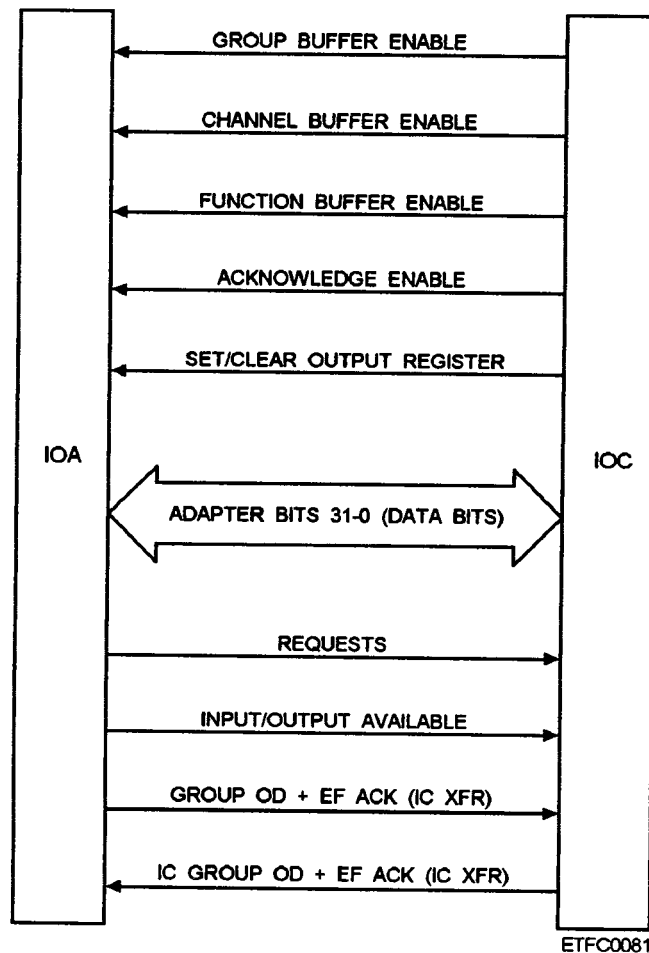 GROUP BUFFER ENABLE
CHANNEL BUFFER ENABLE
FUNCTION BUFFER ENABLE
ACKNOWLEDGE ENABLE
SET/CLEAR OUTPUT REGISTER
IOA
IOC
ADAPTER BITS 31-0 (DATA BITS)
REQUESTS
INPUT/OUTPUT AVAILABLE
GROUP OD + EF ACK (IC XFR)
IC GROUP OD + EF ACK (IC XFR)
ETFC0081